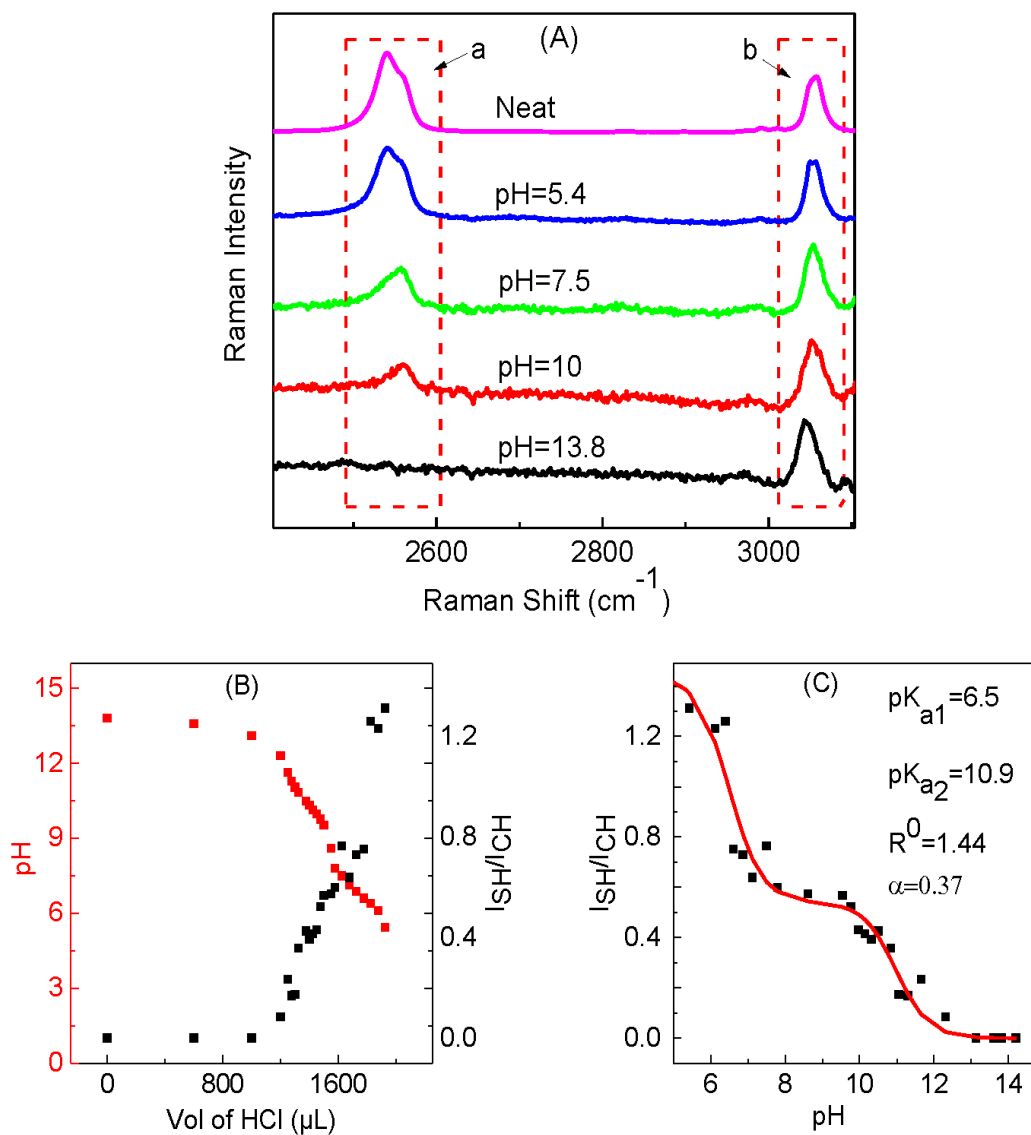 (A)
a
b
Neat
pH=5.4
pH=7.5
pH=10
pH=13.8
Raman Intensity
2600
2800
3000
Raman Shift (cm⁻¹)
(B)
15
12
9
6
3
0
pH
1.2
0.8
0.4
0.0
I_SH/I_CH
0
800
1600
Vol of HCl (µL)
(C)
pK_a1=6.5
pK_a2=10.9
R⁰=1.44
α=0.37
1.2
0.8
0.4
0.0
I_SH/I_CH
6
8
10
12
14
pH